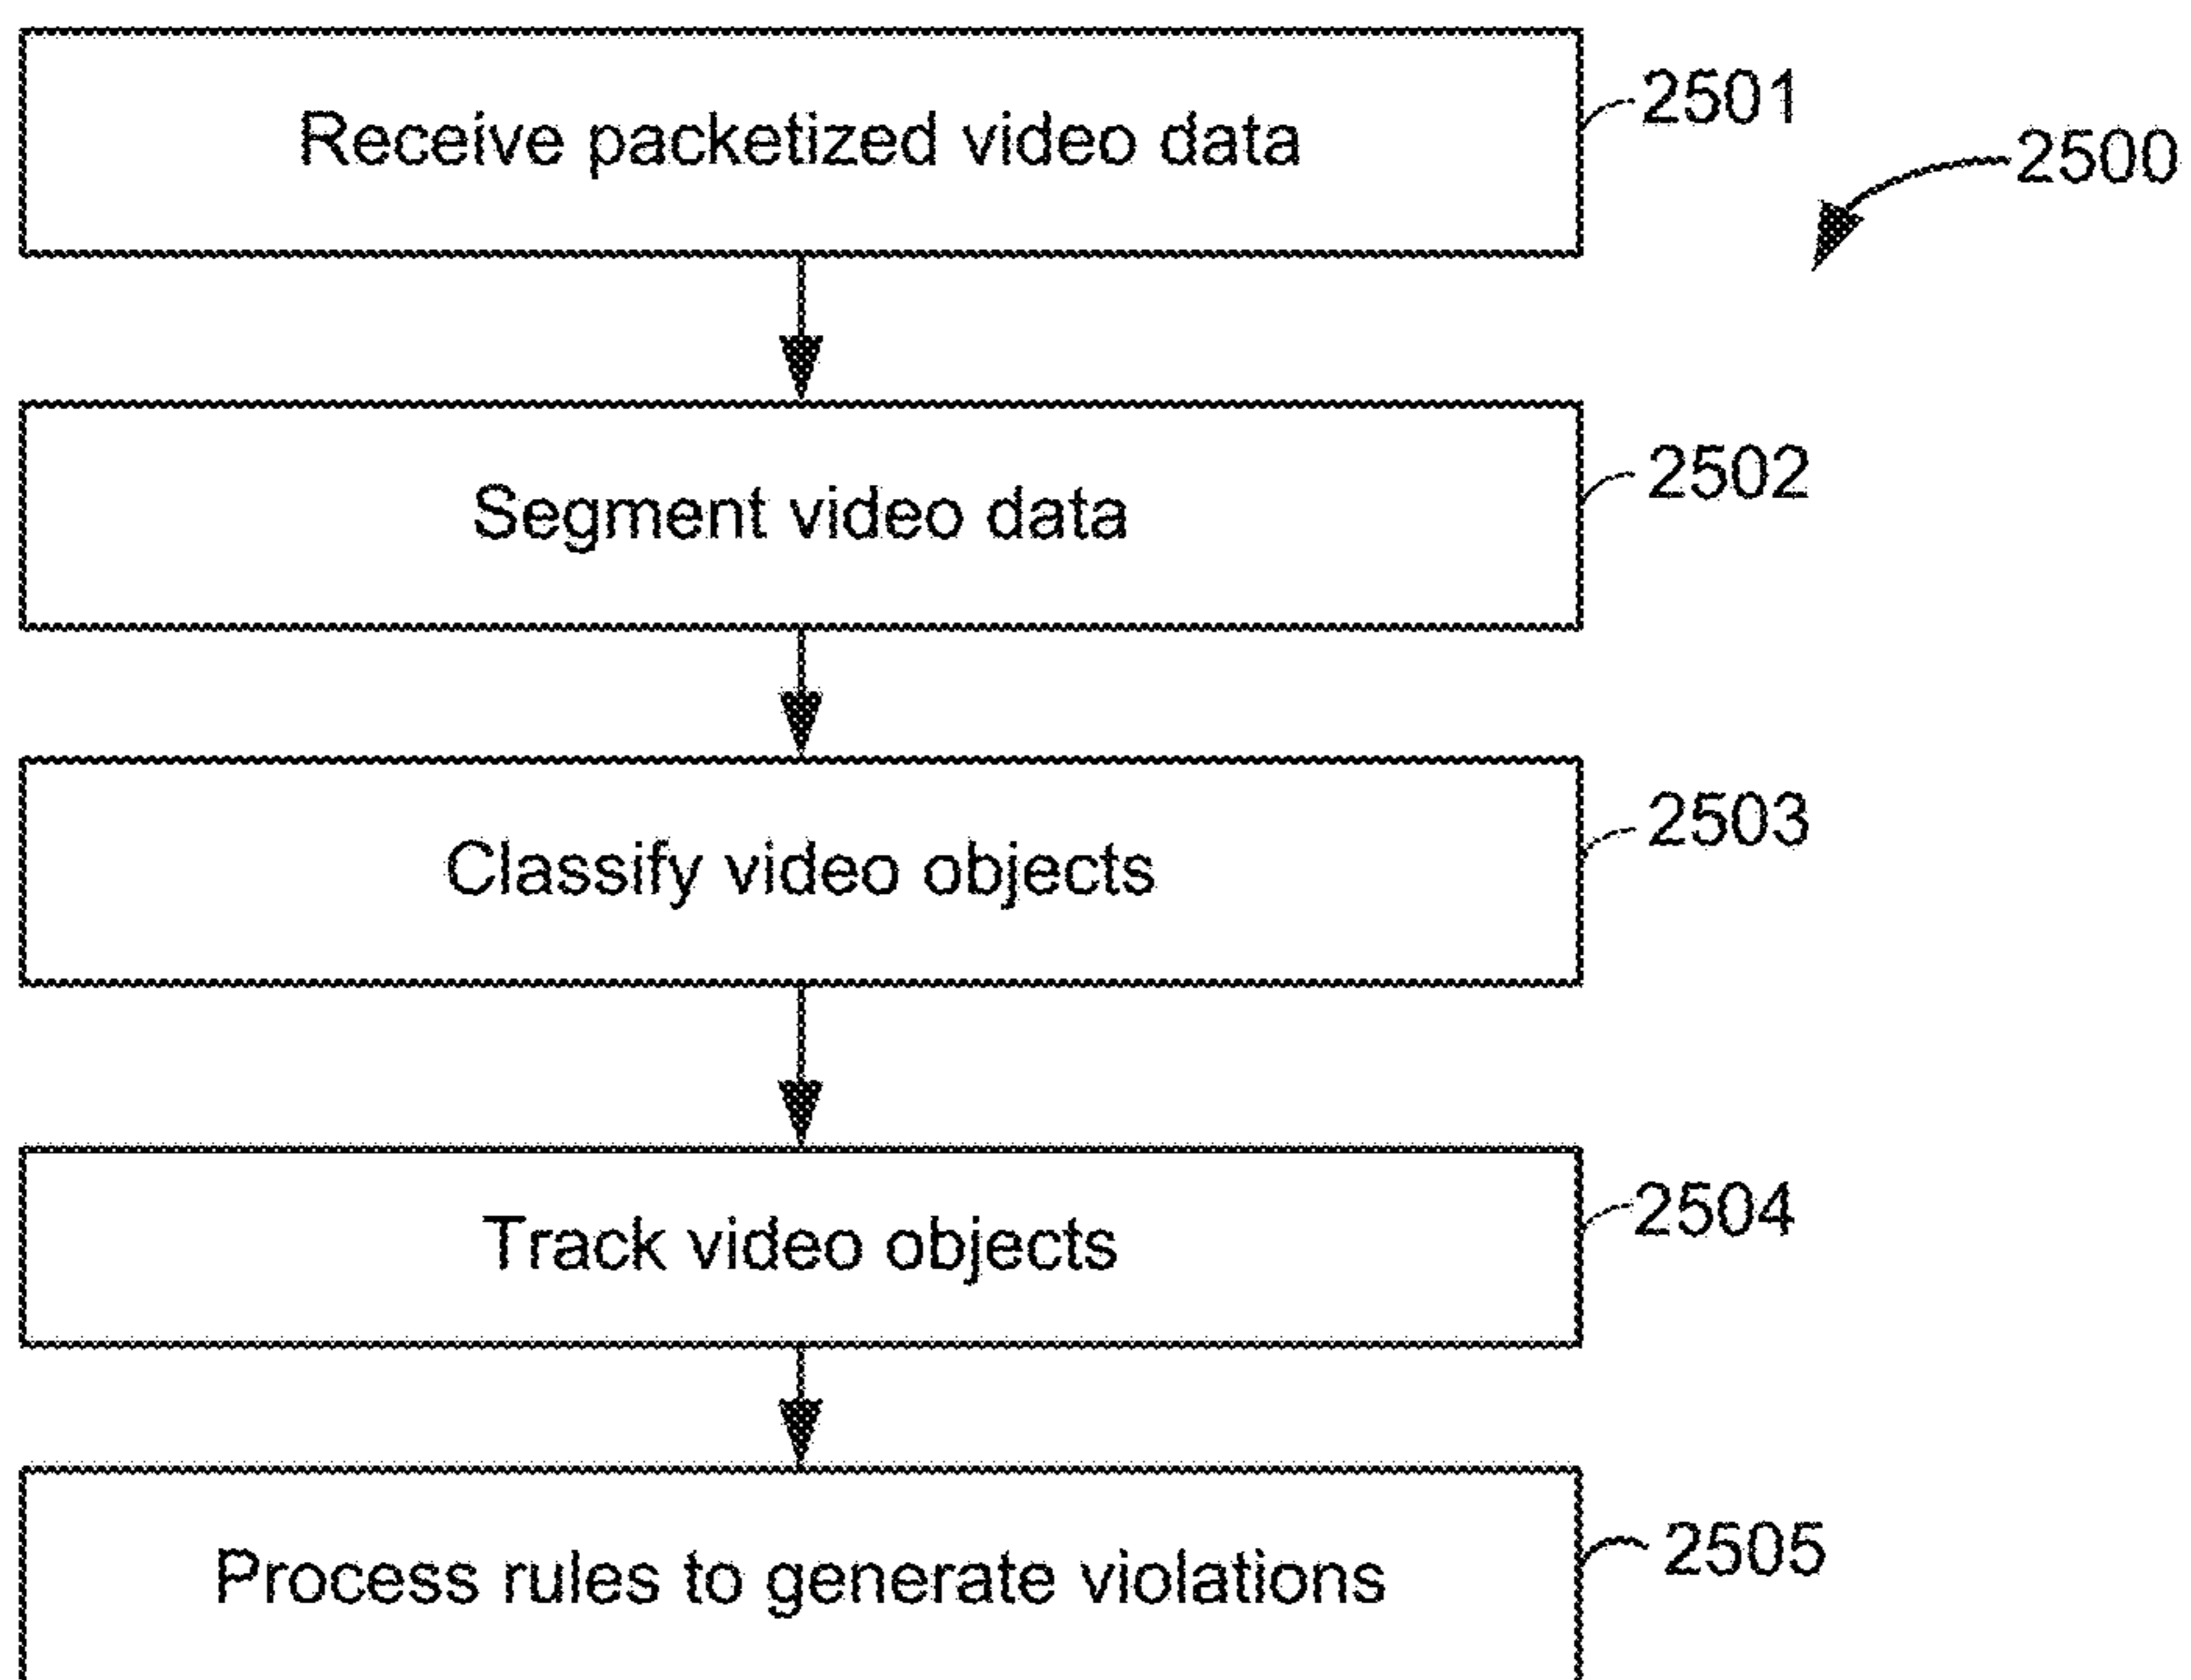 Receive packetized video data
2501
2500
Segment video data
2502
Classify video objects
2503
Track video objects
2504
Process rules to generate violations
2505